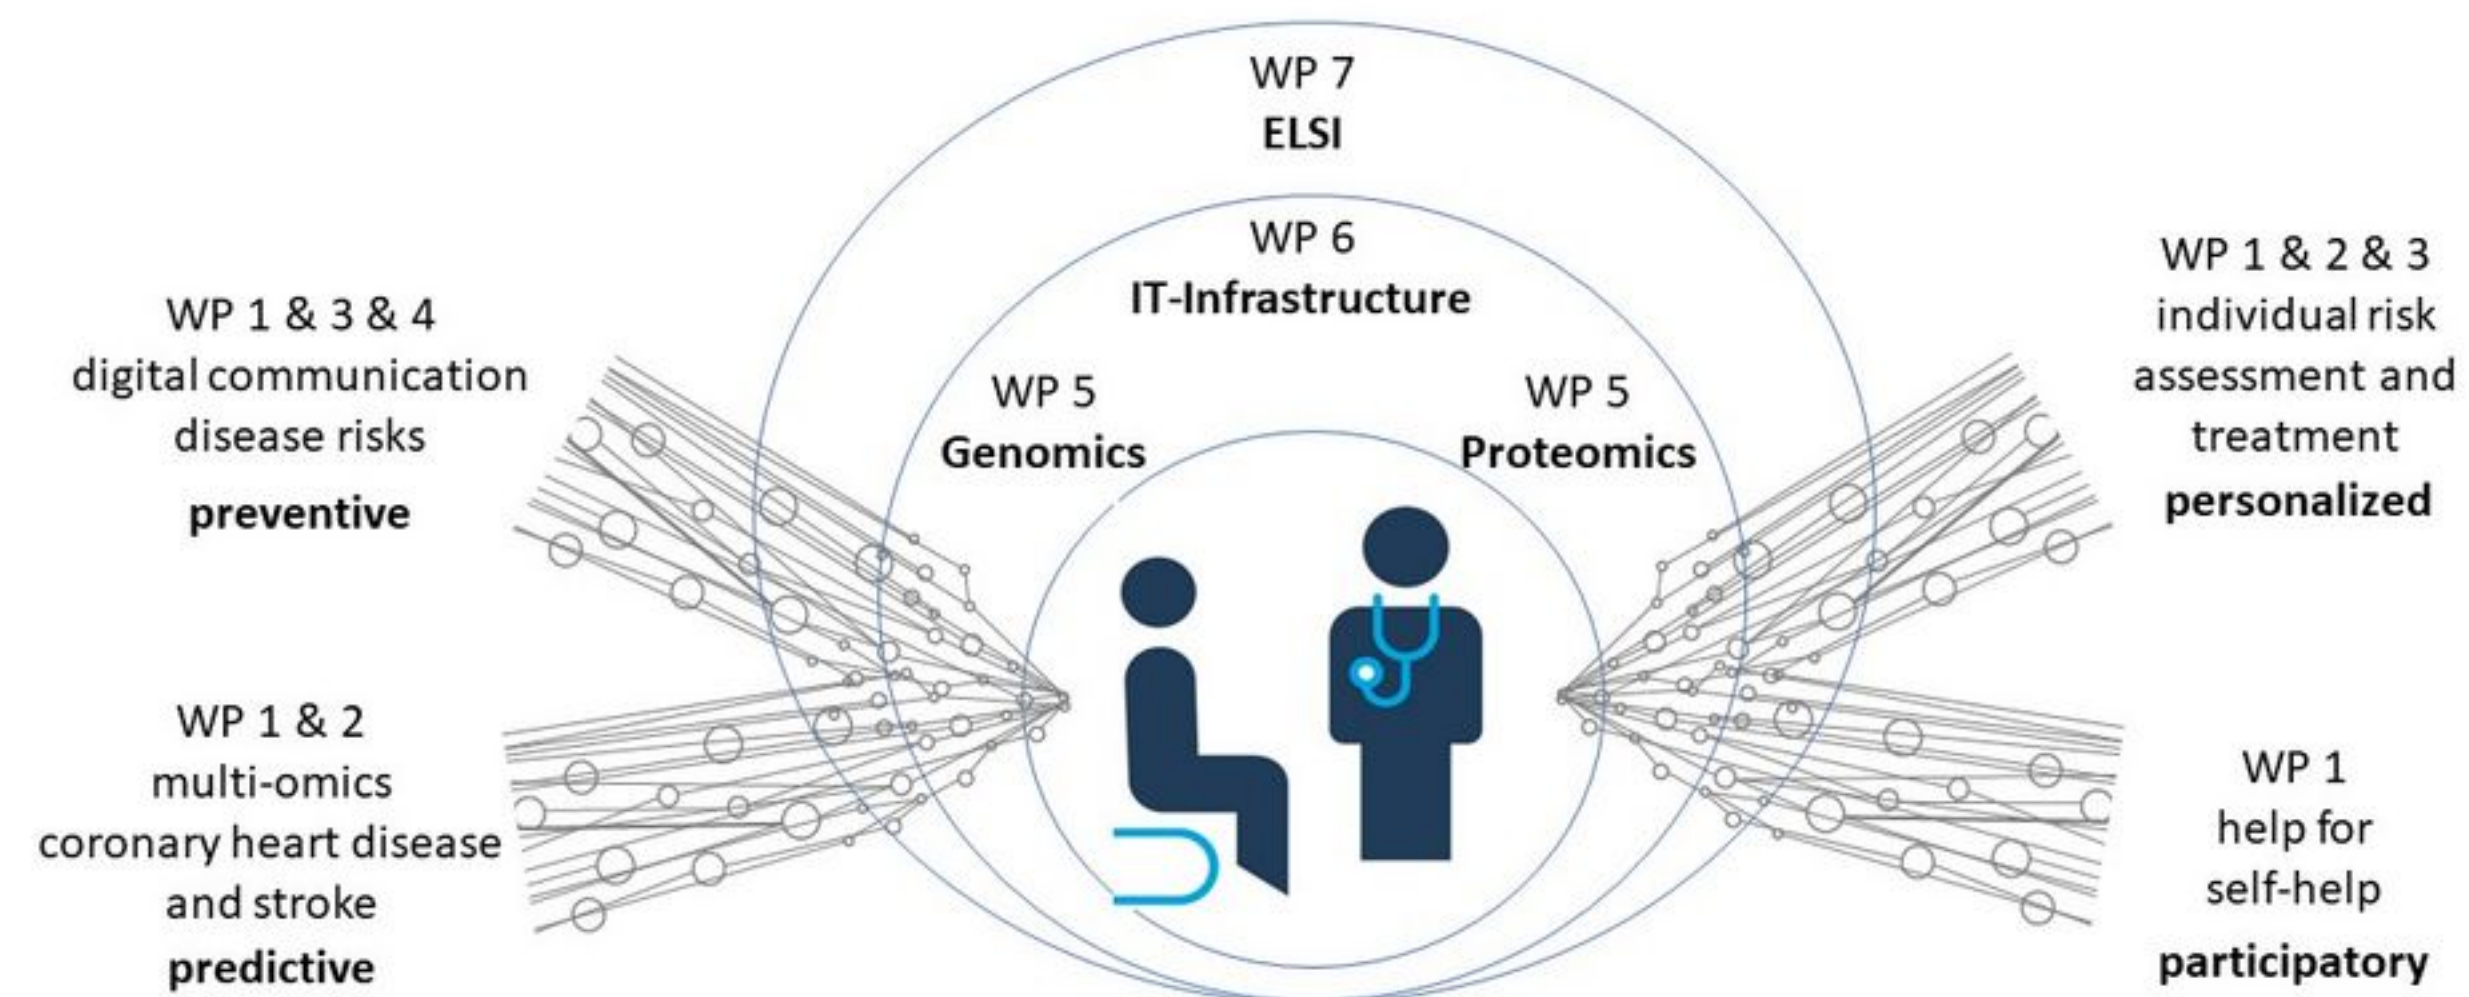 WP 7
ELSI
WP 6
IT-Infrastructure
WP 5
Genomics
WP 5
Proteomics
WP 1 & 3 & 4
digital communication
disease risks
preventive
WP 1 & 2
multi-omics
coronary heart disease
and stroke
predictive
WP 1 & 2 & 3
individual risk
assessment and
treatment
personalized
WP 1
help for
self-help
participatory